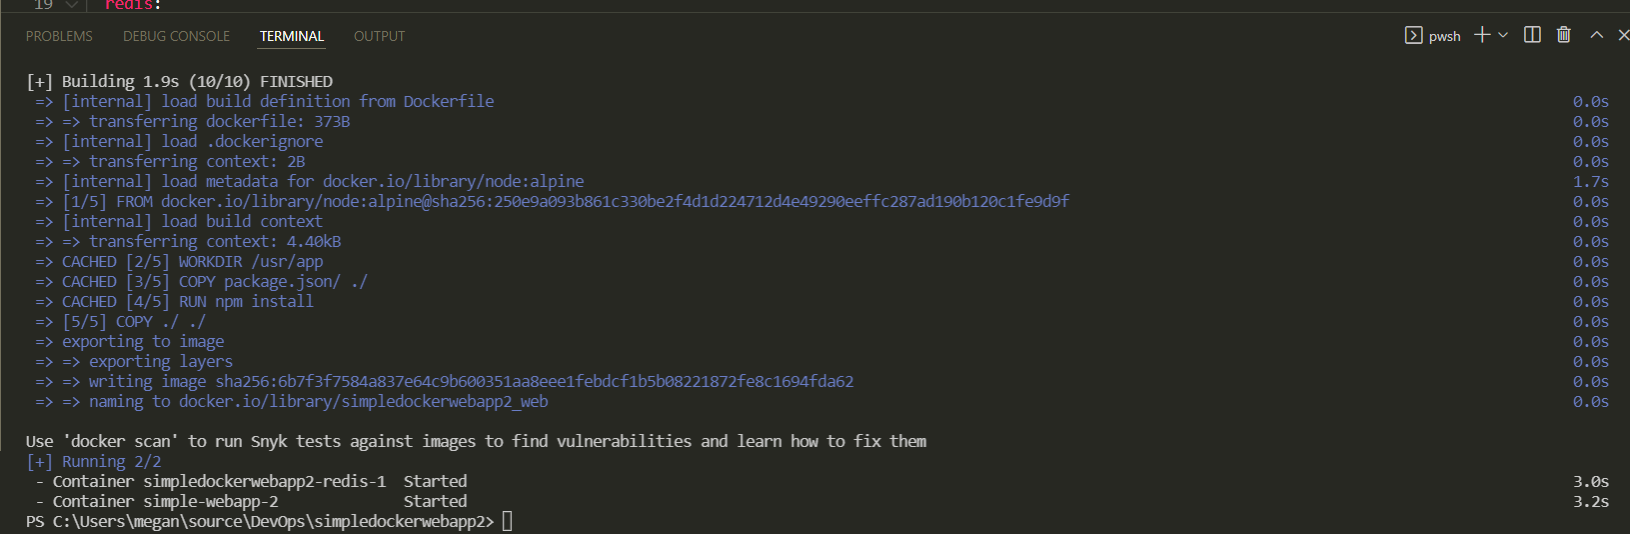 19 redis:
PROBLEMS DEBUG CONSOLE TERMINAL OUTPUT pwsh
[+] Building 1.9s (10/10) FINISHED
=> [internal] load build definition from Dockerfile 0.0s
=> => transferring dockerfile: 373B 0.0s
=> [internal] load .dockerignore 0.0s
=> => transferring context: 2B 0.0s
=> [internal] load metadata for docker.io/library/node:alpine 1.7s
=> [1/5] FROM docker.io/library/node:alpine@sha256:250e9a093b861c330be2f4d1d224712d4e49290eeffc287ad190b120c1fe9d9f 0.0s
=> [internal] load build context 0.0s
=> => transferring context: 4.40kB 0.0s
=> CACHED [2/5] WORKDIR /usr/app 0.0s
=> CACHED [3/5] COPY package.json/ ./ 0.0s
=> CACHED [4/5] RUN npm install 0.0s
=> [5/5] COPY ./ ./ 0.0s
=> exporting to image 0.0s
=> => exporting layers 0.0s
=> => writing image sha256:6b7f3f7584a837e64c9b600351aa8eee1febdcf1b5b08221872fe8c1694fda62 0.0s
=> => naming to docker.io/library/simpledockerwebapp2_web 0.0s
Use 'docker scan' to run Snyk tests against images to find vulnerabilities and learn how to fix them
[+] Running 2/2
- Container simpledockerwebapp2-redis-1 Started 3.0s
- Container simple-webapp-2 Started 3.2s
PS C:\Users\megan\source\DevOps\simpledockerwebapp2>